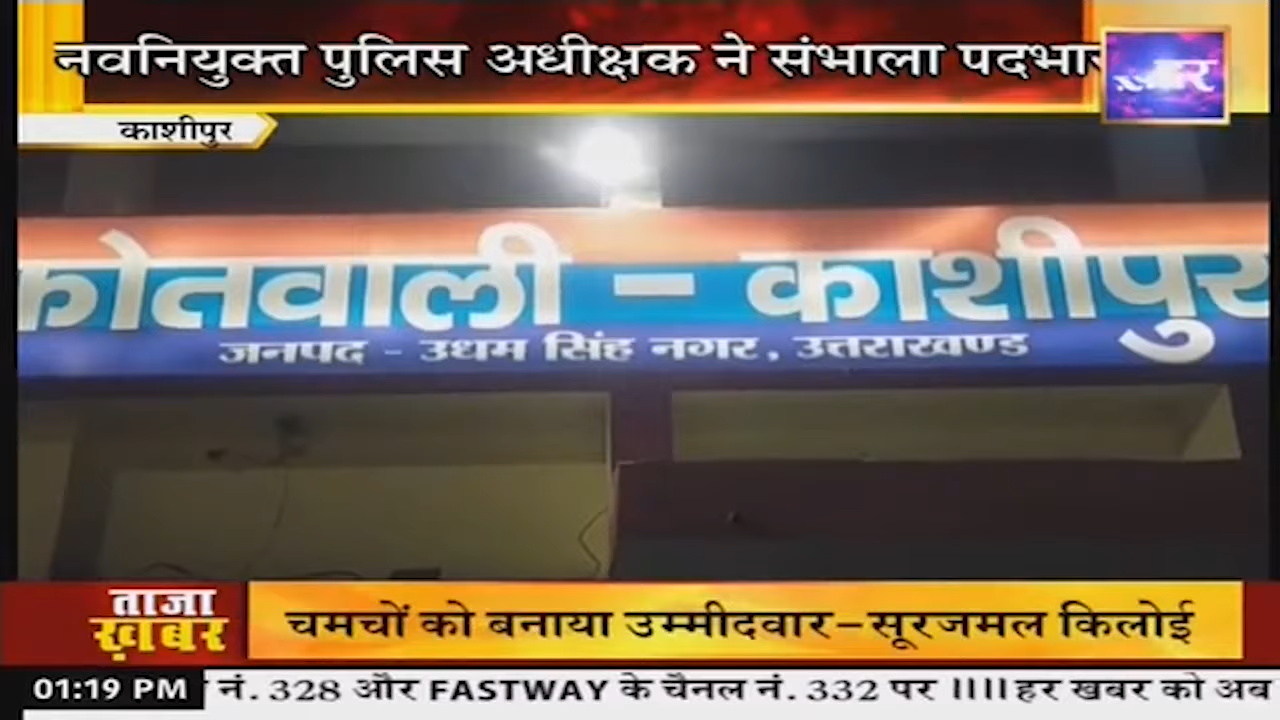 नवनियुक्त पुलिस अधीक्षक ने संभाला पदभार
काशीपुर
कोतवाली - काशीपुर
जनपद - उधम सिंह नगर, उत्तराखण्ड
ताजा ख़बर
चमचों को बनाया उम्मीदवार-सूरजमल किलोई
01:19 PM नं. 328 और FASTWAY के चैनल नं. 332 पर ।।।। हर खबर को अब